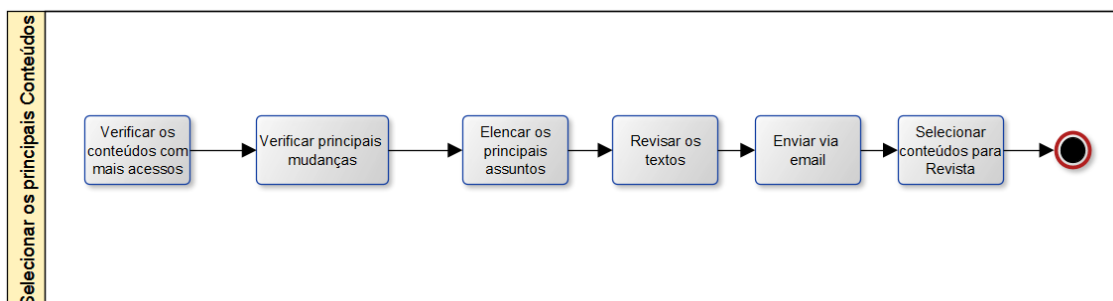 Selecionar os principais Conteúdos
Verificar os
conteúdos com
mais acessos
Verificar principais
mudanças
Elencar os
principais
assuntos
Revisar os
textos
Enviar via
email
Selecionar
conteúdos para
Revista